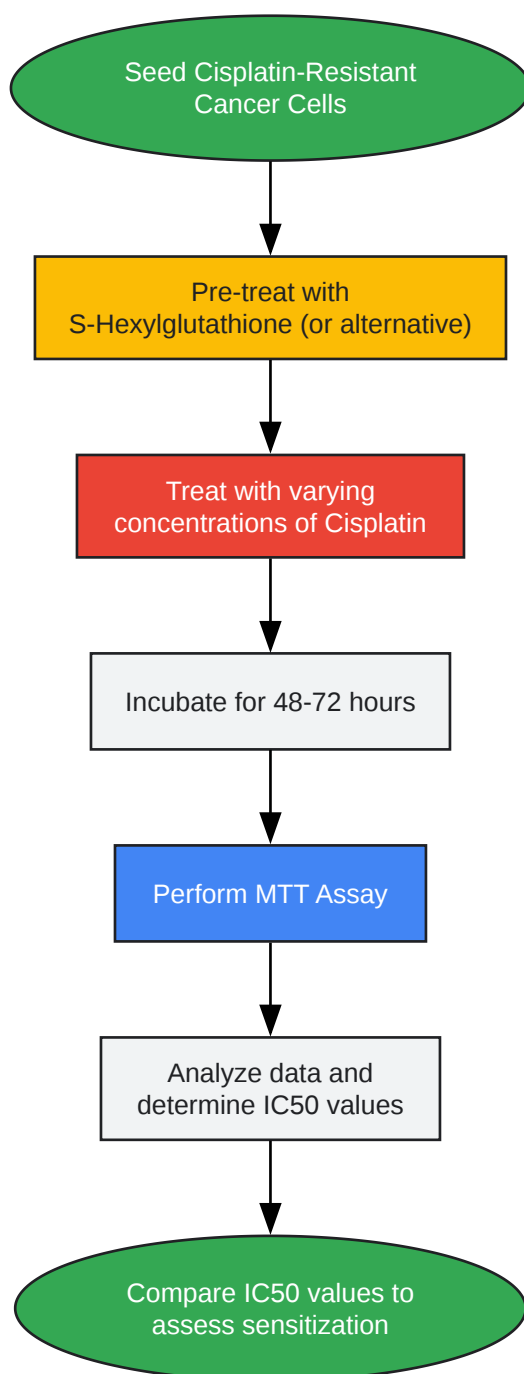 Seed Cisplatin-Resistant
Cancer Cells
Pre-treat with
S-Hexylglutathione (or alternative)
Treat with varying
concentrations of Cisplatin
Incubate for 48-72 hours
Perform MTT Assay
Analyze data and
determine IC50 values
Compare IC50 values to
assess sensitization